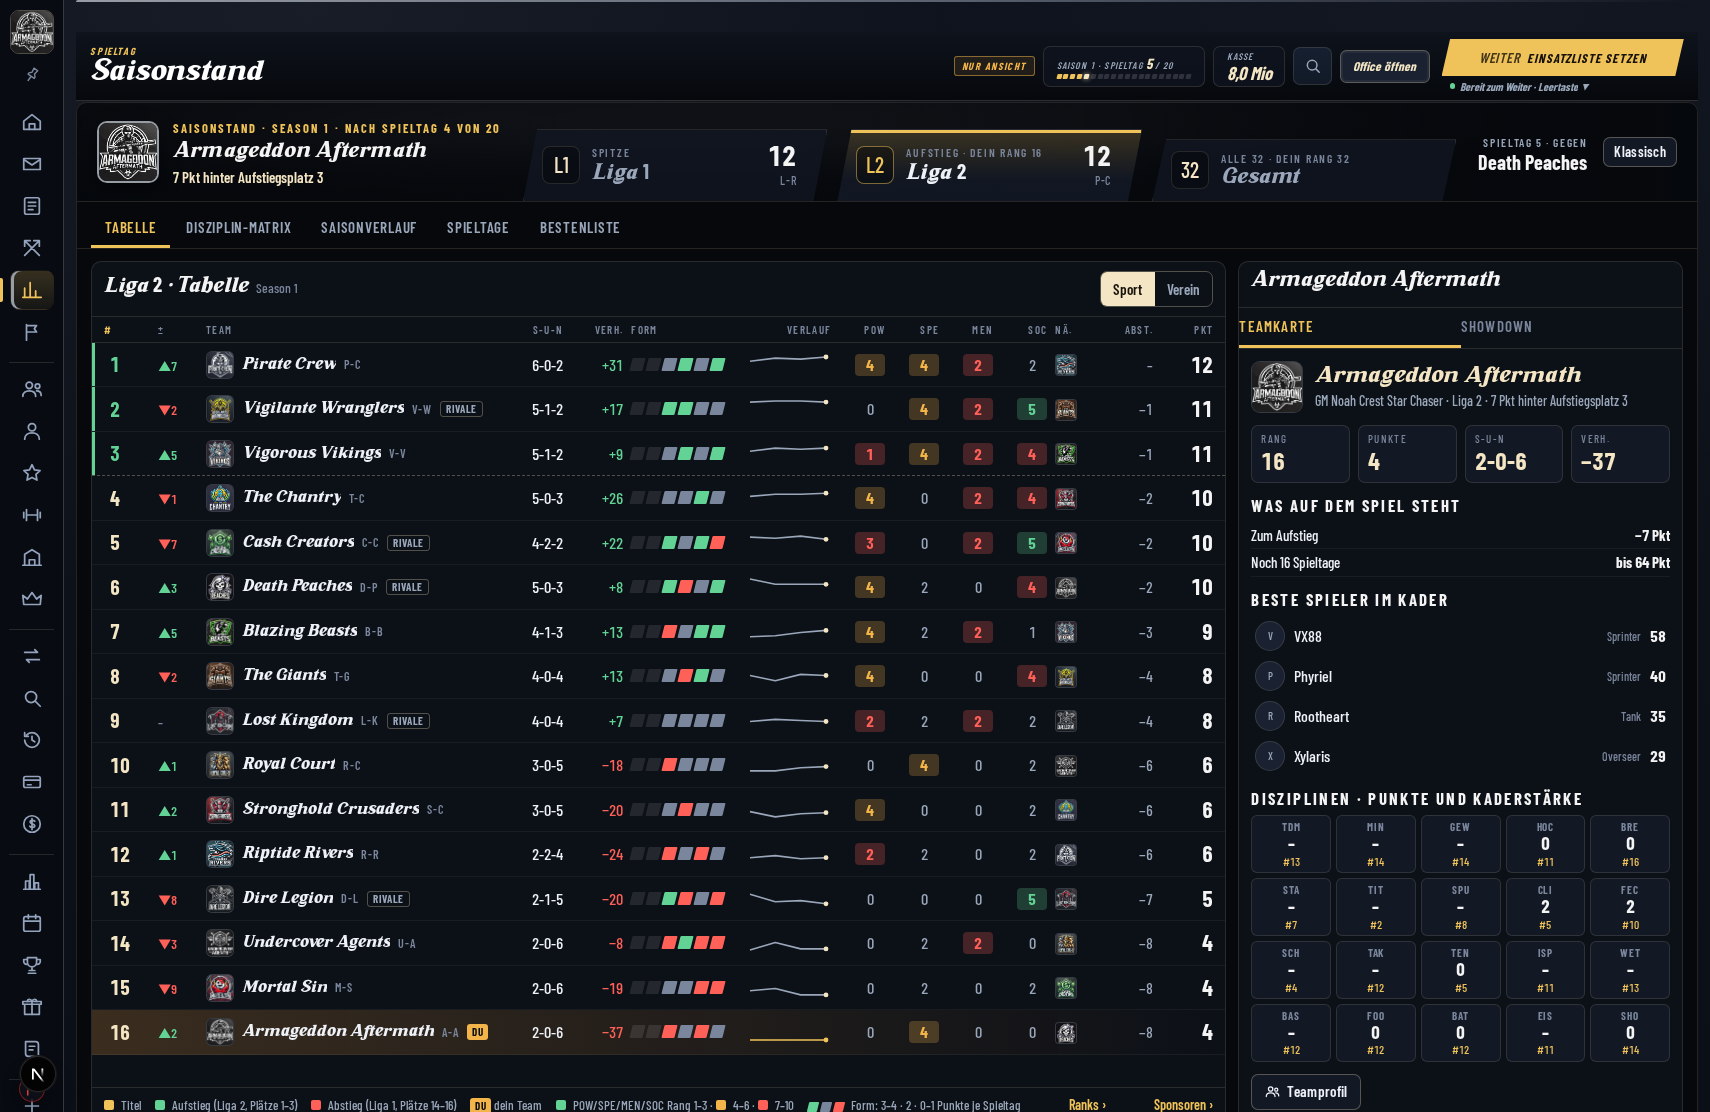 SPIELTAG
Saisonstand
NUR ANSICHT
SAISON 1 · SPIELTAG 5 / 20
KASSE
8,0 Mio
Office öffnen
WEITER EINSATZLISTE SETZEN
Bereit zum Weiter · Leertaste ▼
SAISONSTAND · SEASON 1 · NACH SPIELTAG 4 VON 20
Armageddon Aftermath
7 Pkt hinter Aufstiegsplatz 3
L1 SPITZE Liga 1 12 L-R
L2 AUFSTIEG · DEIN RANG 16 Liga 2 12 P-C
32 ALLE 32 · DEIN RANG 32 Gesamt
SPIELTAG 5 · GEGEN
Death Peaches
Klassisch
TABELLE DISZIPLIN-MATRIX SAISONVERLAUF SPIELTAGE BESTENLISTE
Liga 2 · Tabelle Season 1
Sport Verein
# ± TEAM S-U-N VERH. FORM VERLAUF POW SPE MEN SOC NÄ. ABST. PKT
1 ▲7 Pirate Crew P-C 6-0-2 +31 4 4 2 2 – 12
2 ▼2 Vigilante Wranglers V-W RIVALE 5-1-2 +17 0 4 2 5 −1 11
3 ▲5 Vigorous Vikings V-V 5-1-2 +9 1 4 2 4 −1 11
4 ▼1 The Chantry T-C 5-0-3 +26 4 0 2 4 −2 10
5 ▼7 Cash Creators C-C RIVALE 4-2-2 +22 3 0 2 5 −2 10
6 ▲3 Death Peaches D-P RIVALE 5-0-3 +8 4 2 0 4 −2 10
7 ▲5 Blazing Beasts B-B 4-1-3 +13 4 2 2 1 −3 9
8 ▼2 The Giants T-G 4-0-4 +13 4 0 0 4 −4 8
9 - Lost Kingdom L-K RIVALE 4-0-4 +7 2 2 2 2 −4 8
10 ▲1 Royal Court R-C 3-0-5 −18 0 4 0 2 −6 6
11 ▲2 Stronghold Crusaders S-C 3-0-5 −20 4 0 0 2 −6 6
12 ▲1 Riptide Rivers R-R 2-2-4 −24 2 2 0 2 −6 6
13 ▼8 Dire Legion D-L RIVALE 2-1-5 −20 0 0 0 5 −7 5
14 ▼3 Undercover Agents U-A 2-0-6 −8 0 2 2 0 −8 4
15 ▼9 Mortal Sin M-S 2-0-6 −19 0 2 0 2 −8 4
16 ▲2 Armageddon Aftermath A-A DU 2-0-6 −37 0 4 0 0 −8 4
Titel Aufstieg (Liga 2, Plätze 1–3) Abstieg (Liga 1, Plätze 14–16) DU dein Team POW/SPE/MEN/SOC Rang 1–3 · 4–6 · 7–10 Form: 3–4 · 2 · 0–1 Punkte je Spieltag Ranks › Sponsoren ›
Armageddon Aftermath
TEAMKARTE SHOWDOWN
Armageddon Aftermath
GM Noah Crest Star Chaser · Liga 2 · 7 Pkt hinter Aufstiegsplatz 3
RANG PUNKTE S-U-N VERH.
16 4 2-0-6 −37
WAS AUF DEM SPIEL STEHT
Zum Aufstieg −7 Pkt
Noch 16 Spieltage bis 64 Pkt
BESTE SPIELER IM KADER
V VX88 Sprinter 58
P Phyriel Sprinter 40
R Rootheart Tank 35
X Xylaris Overseer 29
DISZIPLINEN · PUNKTE UND KADERSTÄRKE
TDM MIN GEW HOC BRE
– – – 0 0
#13 #14 #14 #11 #16
STA TIT SPU CLI FEC
– – – 2 2
#7 #2 #8 #5 #10
SCH TAK TEN ISP WET
– – 0 – –
#4 #12 #5 #11 #13
BAS FOO BAT EIS SHO
– 0 0 – 0
#12 #12 #12 #11 #14
Teamprofil